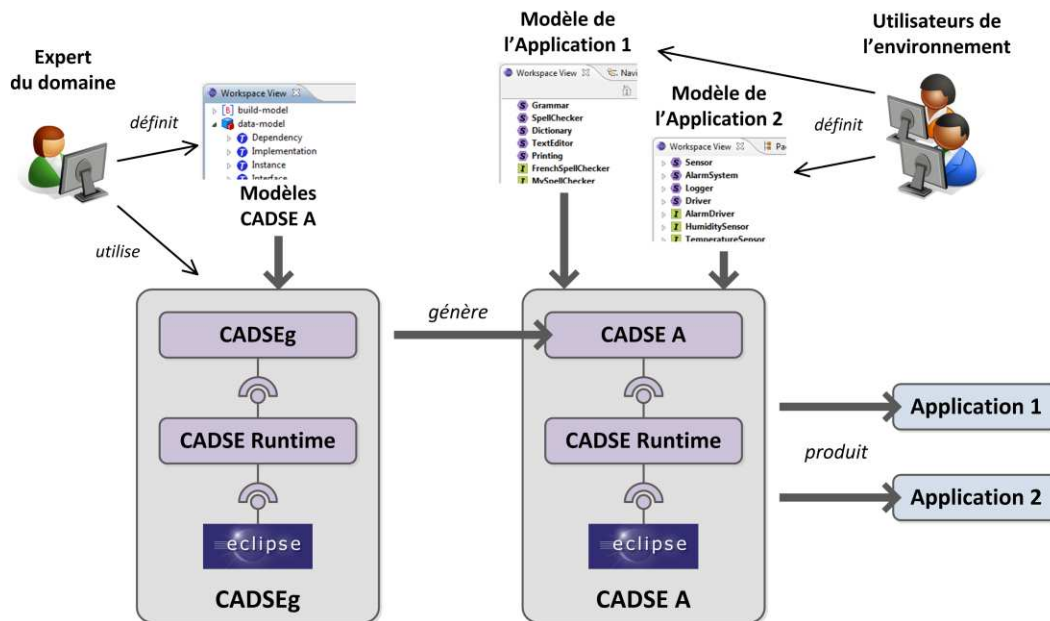 Expert
du domaine
définit
utilise
Workspace View
build-model
data-model
Dependency
Implementation
Instance
Interface
Modèles
CADSE A
Modèle de
l'Application 1
Workspace View
Navi
Grammar
SpellChecker
Dictionary
TextEditor
Printing
FrenchSpellChecker
MySpellChecker
Modèle de
l'Application 2
Workspace View
Pa
Sensor
AlarmSystem
Logger
Driver
AlarmDriver
HumiditySensor
TemperatureSensor
Utilisateurs de
l'environnement
définit
CADSEg
CADSE Runtime
eclipse
CADSEg
génère
CADSE A
CADSE Runtime
eclipse
CADSE A
produit
Application 1
Application 2